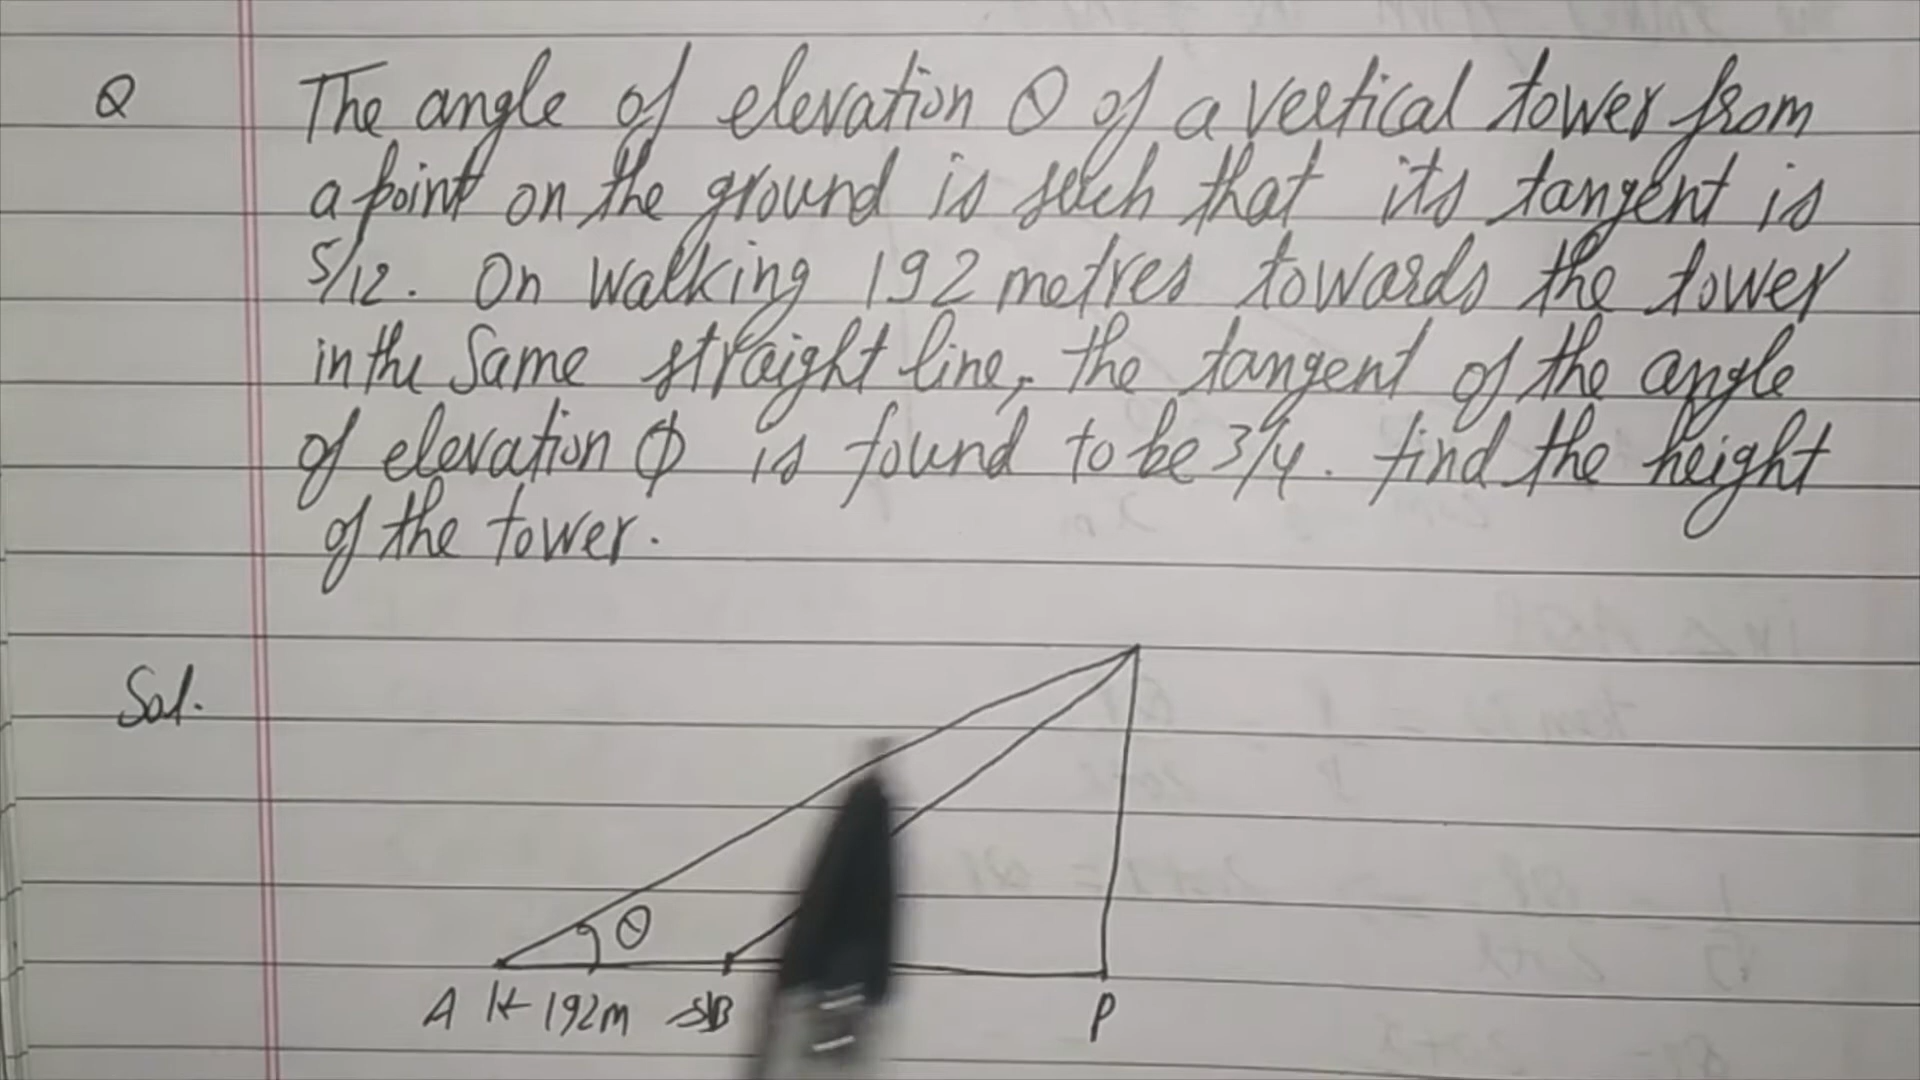 Q The angle of elevation θ of a vertical tower from
a point on the ground is such that its tangent is
5/12. On walking 192 metres towards the tower
in the same straight line, the tangent of the angle
of elevation ϕ is found to be 3/4. find the height
of the tower.
Sol.
θ
A 192m B P